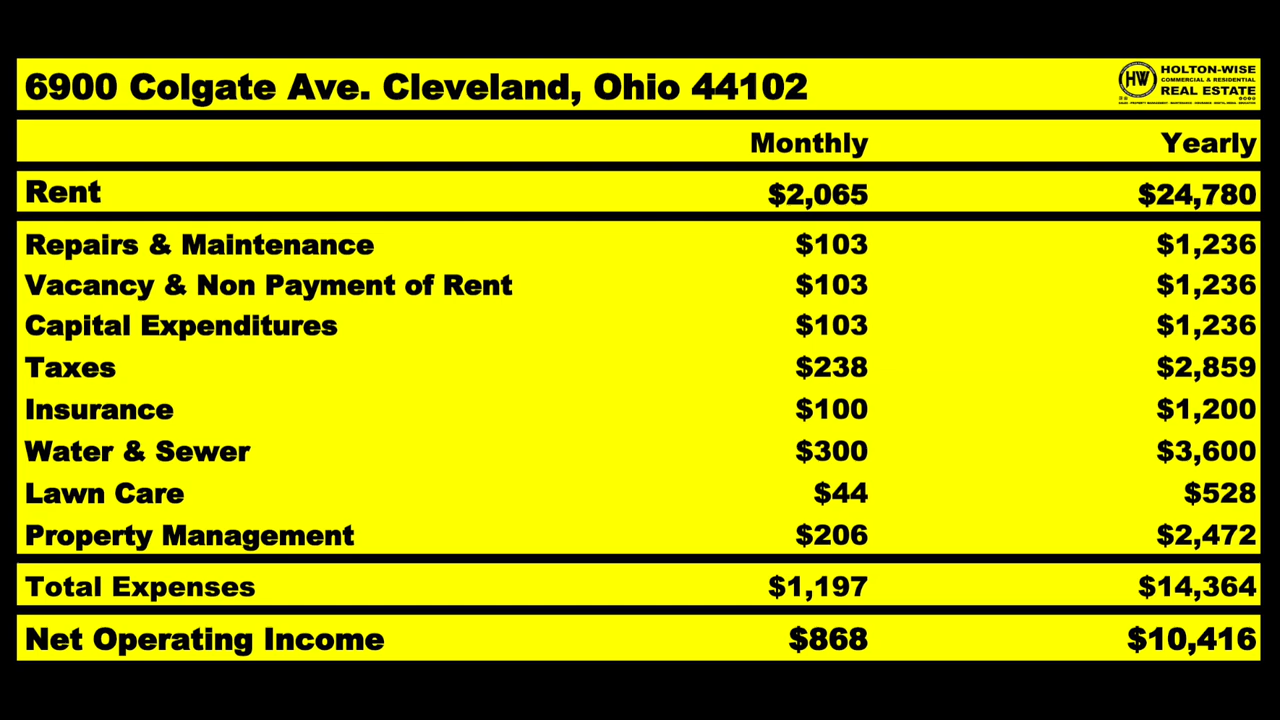 6900 Colgate Ave. Cleveland, Ohio 44102
HOLTON-WISE
COMMERCIAL & RESIDENTIAL
REAL ESTATE
HW
Monthly Yearly
Rent $2,065 $24,780
Repairs & Maintenance $103 $1,236
Vacancy & Non Payment of Rent $103 $1,236
Capital Expenditures $103 $1,236
Taxes $238 $2,859
Insurance $100 $1,200
Water & Sewer $300 $3,600
Lawn Care $44 $528
Property Management $206 $2,472
Total Expenses $1,197 $14,364
Net Operating Income $868 $10,416